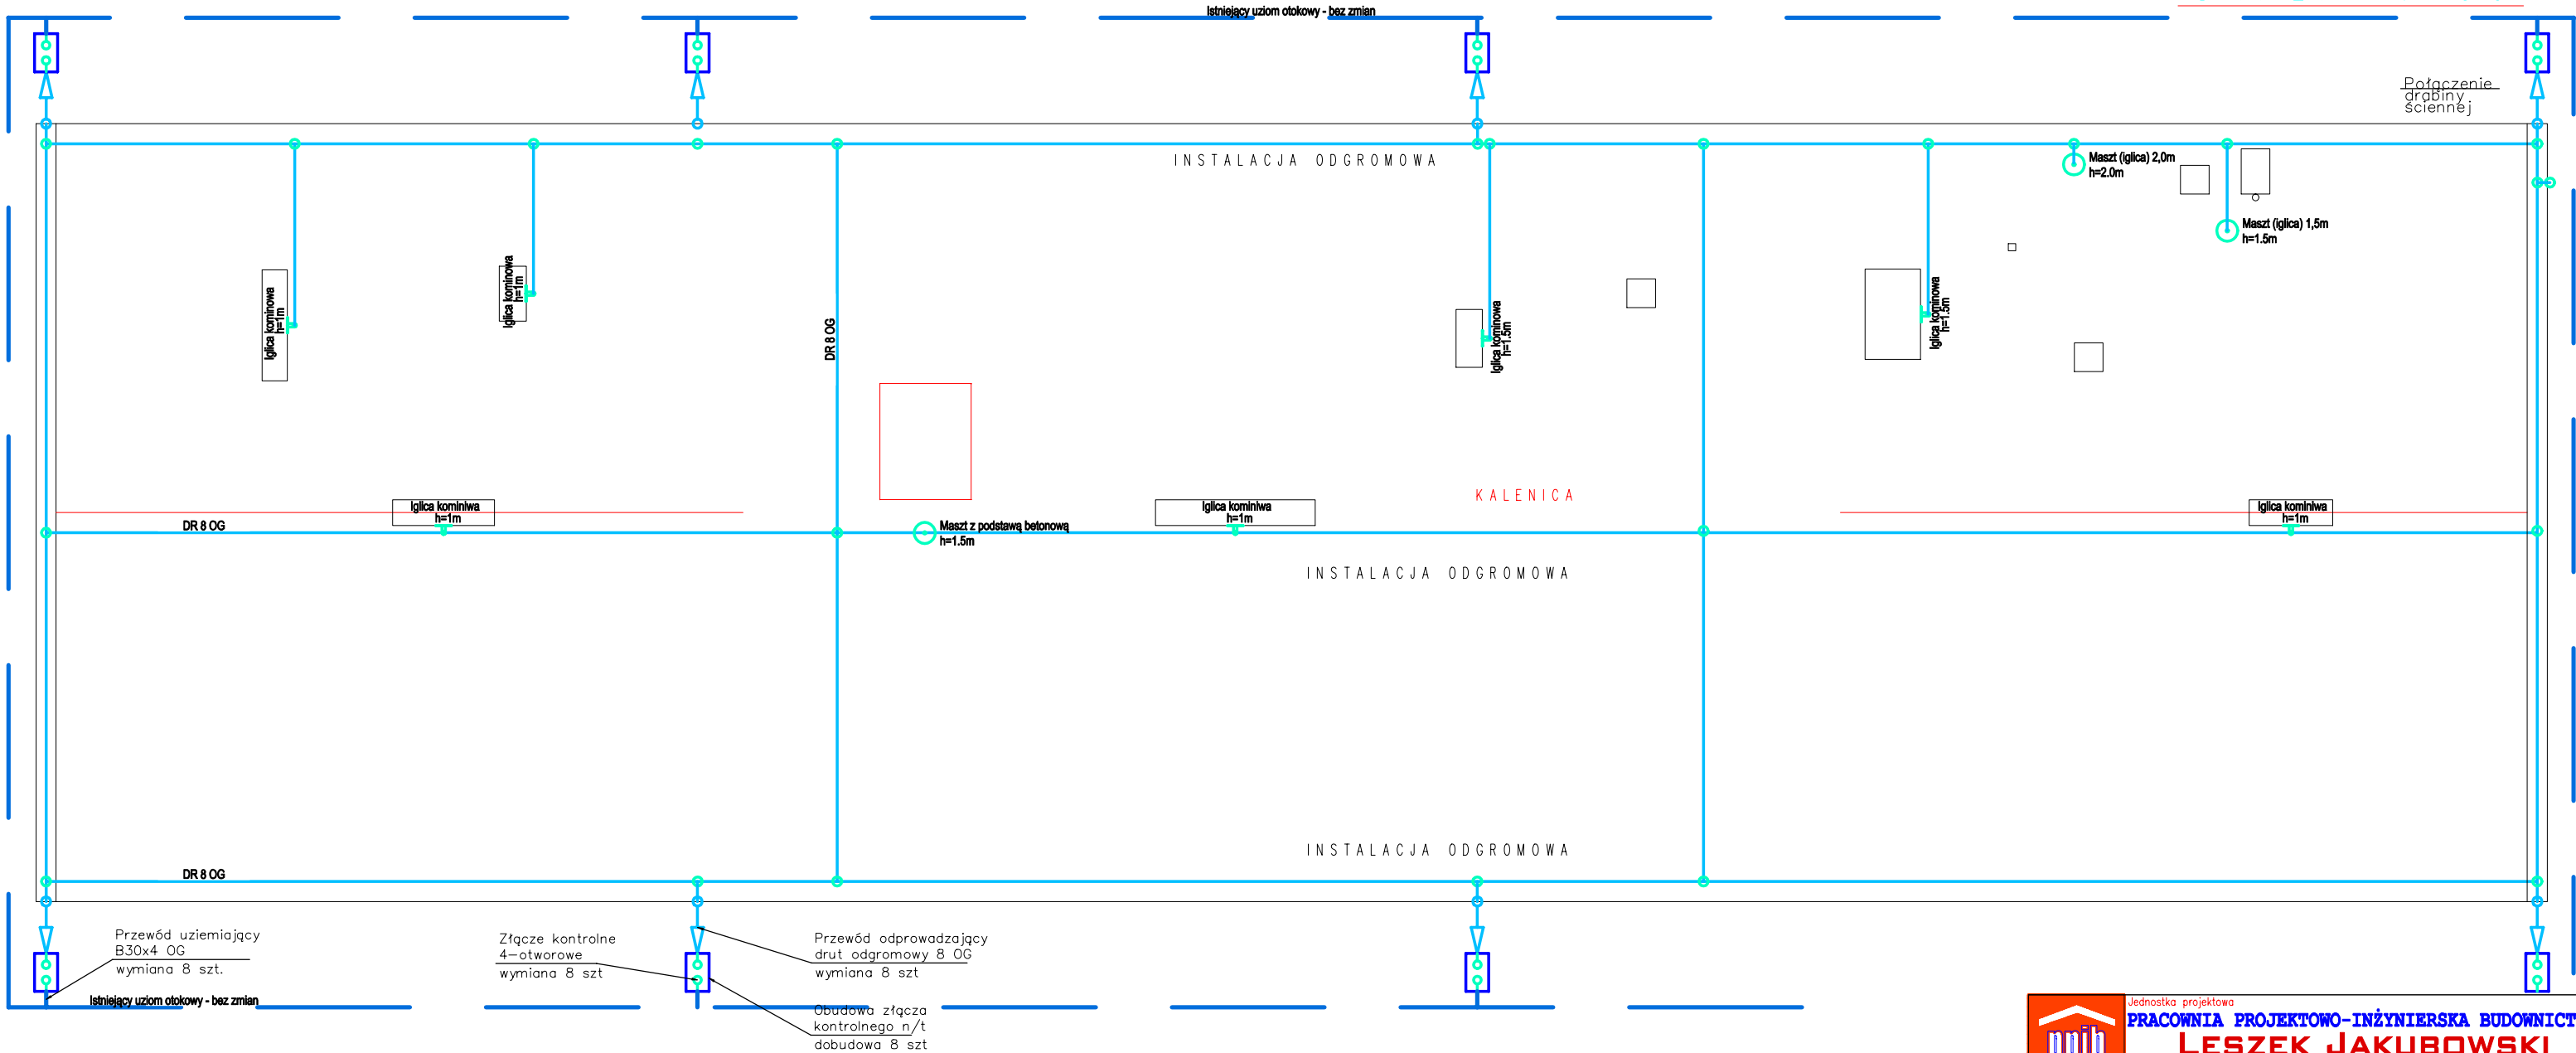 Istniejący uziom otokowy - bez zmian
Połączenie
drabiny
ściennej
INSTALACJA ODGROMOWA
Maszt (iglica) 2,0m
h=2.0m
Maszt (iglica) 1,5m
h=1.5m
Iglica kominowa
h=1m
Iglica kominowa
h=1m
DR 8 OG
Iglica kominowa
h=1.5m
Iglica kominowa
h=1.5m
KALENICA
Iglica kominiwa
h=1m
Iglica kominiwa
h=1m
Iglica kominiwa
h=1m
DR 8 OG
Maszt z podstawą betonową
h=1.5m
INSTALACJA ODGROMOWA
INSTALACJA ODGROMOWA
DR 8 OG
Przewód uziemiający
B30x4 OG
wymiana 8 szt.
Złącze kontrolne
4-otworowe
wymiana 8 szt
Przewód odprowadzający
drut odgromowy 8 OG
wymiana 8 szt
Istniejący uziom otokowy - bez zmian
Obudowa złącza
kontrolnego n/t
dobudowa 8 szt
Jednostka projektowa
PRACOWNIA PROJEKTOWO-INŻYNIERSKA BUDOWNICT
LESZEK JAKUBOWSKI